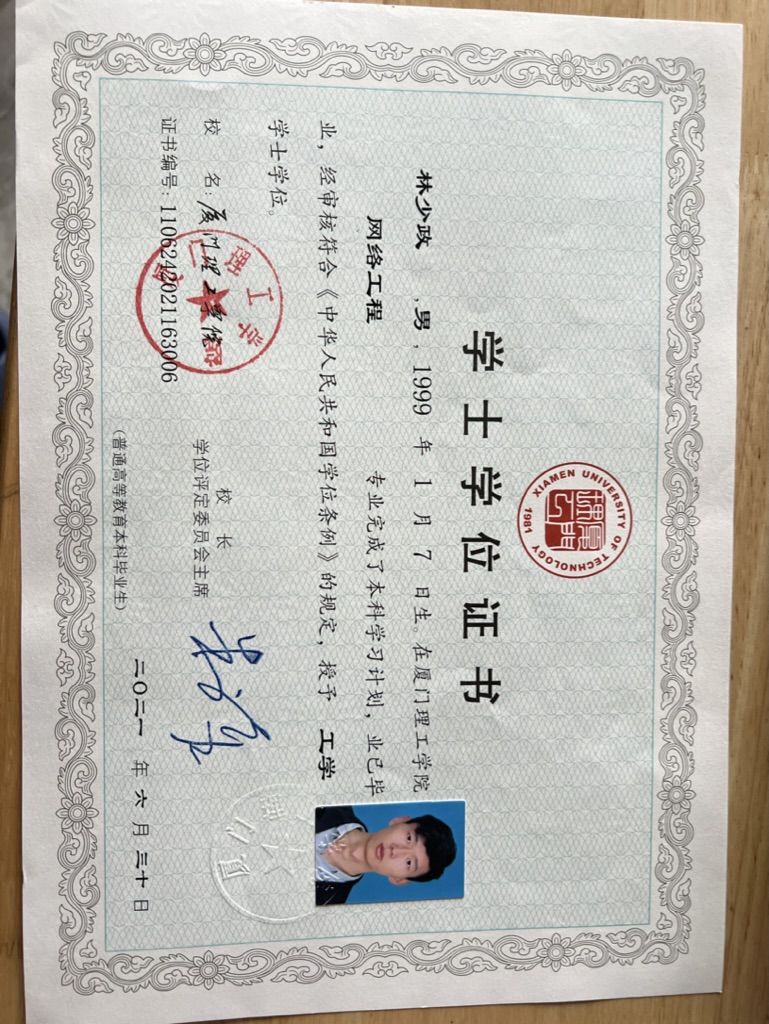 XIAMEN UNIVERSITY OF TECHNOLOGY
1981
学士学位证书
林少政，男，1999 年 1 月 7 日生。在厦门理工学院
网络工程 专业完成了本科学习计划，业已毕
业，经审核符合《中华人民共和国学位条例》的规定，授予 工学
学士学位。
校 名：厦门理工学院
校 长
学位评定委员会主席
证书编号：1106242021163006
二〇二一 年 六 月 三十 日
(普通高等教育本科毕业生)